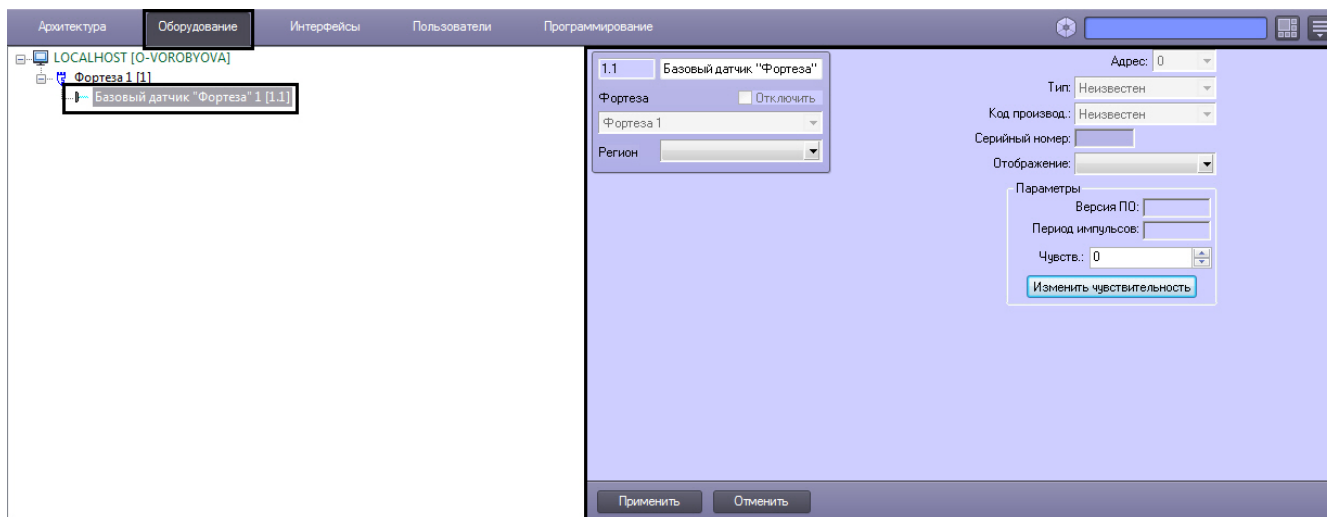 Архитектура Оборудование Интерфейсы Пользователи Программирование
LOCALHOST [O-VOROBYOVA]
Фортеза 1 [1]
Базовый датчик "Фортеза" 1 [1.1]
1.1 Базовый датчик "Фортеза"
Фортеза Отключить
Фортеза 1
Регион
Адрес: 0
Тип: Неизвестен
Код производ.: Неизвестен
Серийный номер:
Отображение:
Параметры
Версия ПО:
Период импульсов:
Чувств.: 0
Изменить чувствительность
Применить Отменить